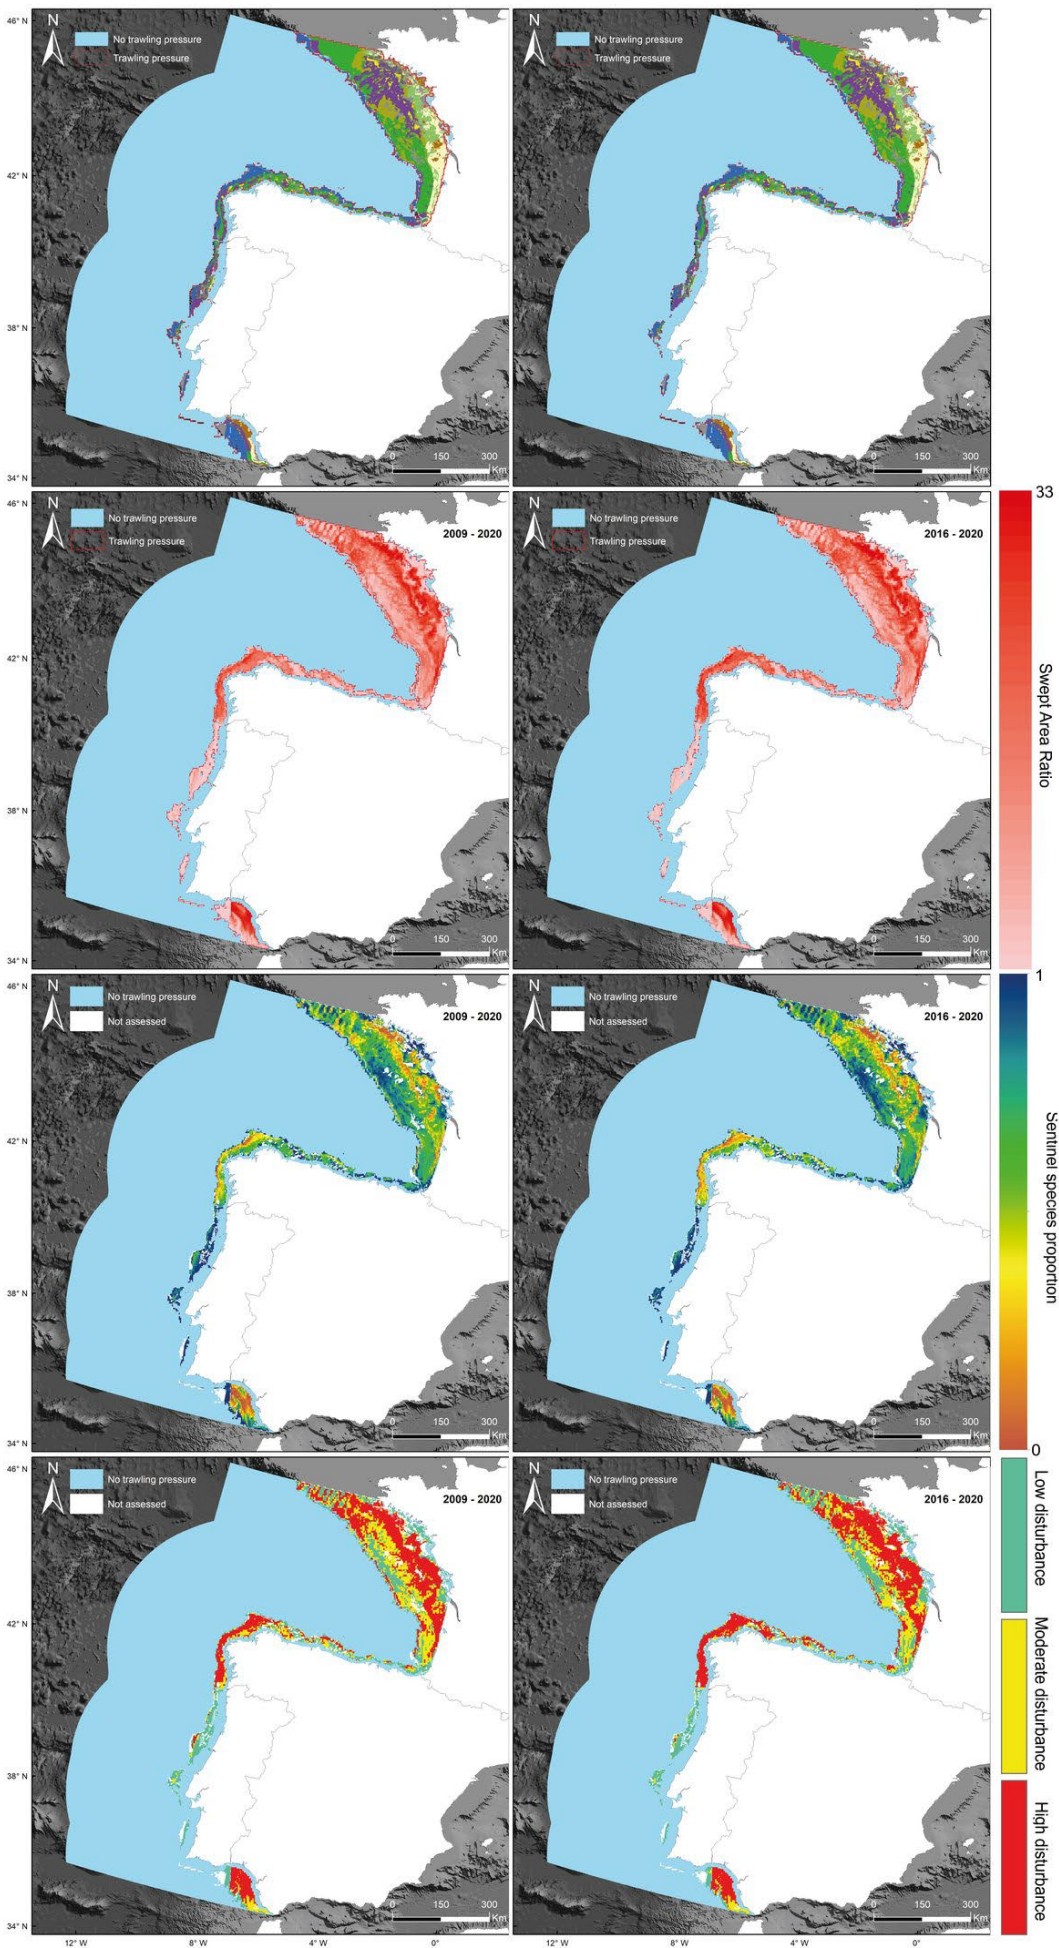 46° N
N
No trawling pressure
Trawling pressure
N
No trawling pressure
Trawling pressure
42° N
38° N
0 150 300
Km
0 150 300
Km
34° N
46° N
N
No trawling pressure
Trawling pressure
2009 - 2020
N
No trawling pressure
Trawling pressure
2016 - 2020
33
Swept Area Ratio
42° N
38° N
0 150 300
Km
0 150 300
Km
34° N
1
46° N
N
No trawling pressure
Not assessed
2009 - 2020
N
No trawling pressure
Not assessed
2016 - 2020
Sentinel species proportion
42° N
38° N
0 150 300
Km
0 150 300
Km
34° N
0
46° N
N
No trawling pressure
Not assessed
2009 - 2020
N
No trawling pressure
Not assessed
2016 - 2020
Low disturbance
Moderate disturbance
High disturbance
42° N
38° N
0 150 300
Km
0 150 300
Km
34° N
12° W 8° W 4° W 0° 12° W 8° W 4° W 0°